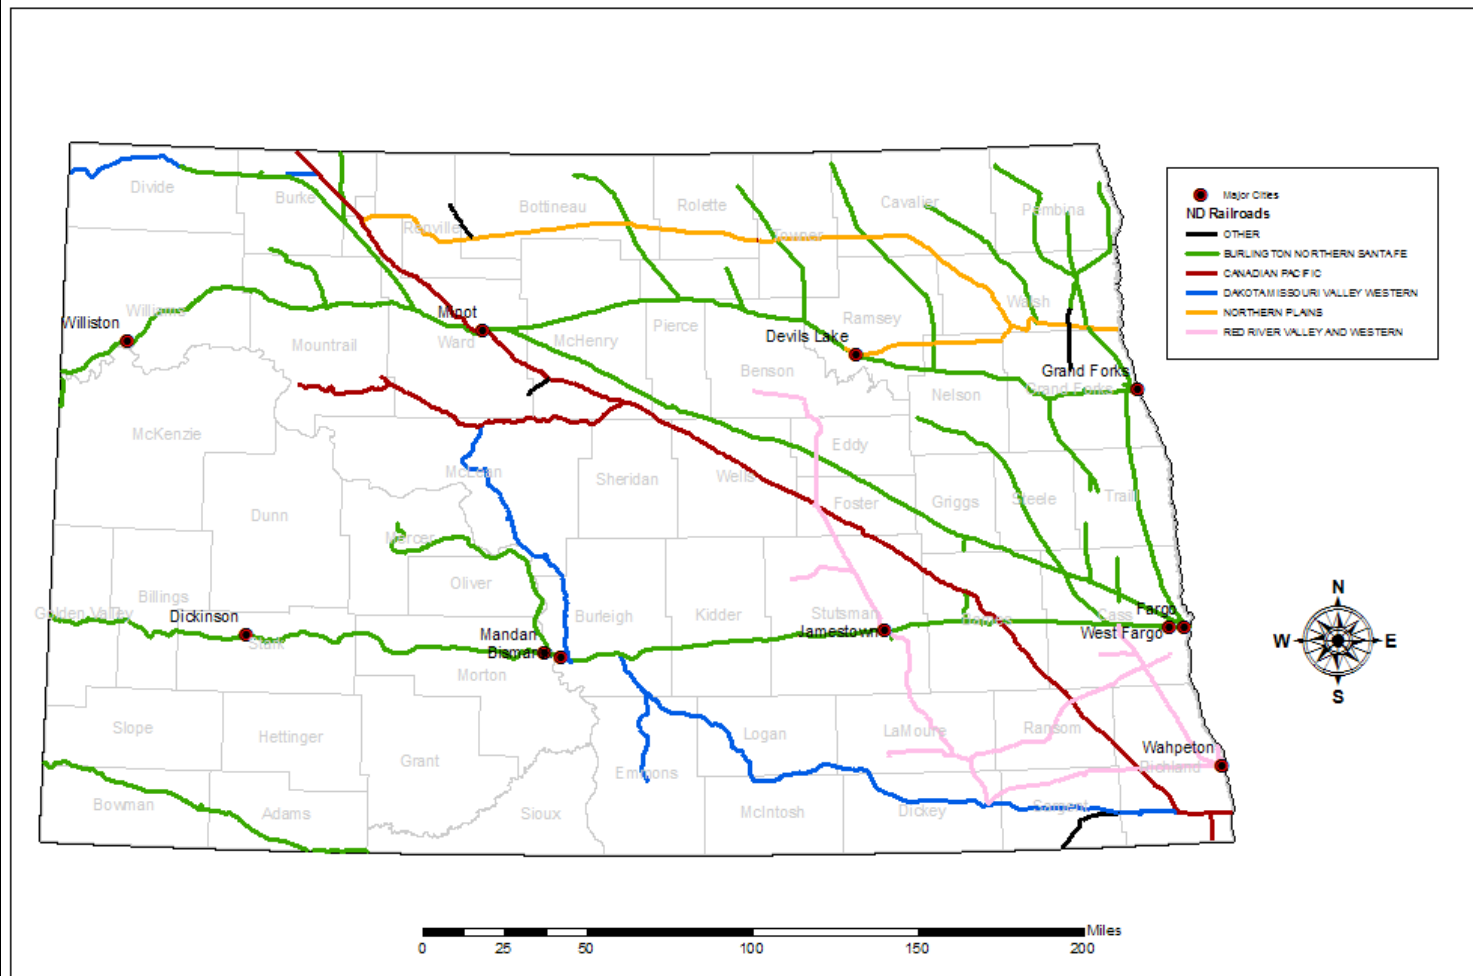 Divide
Burke
Renville
Bottineau
Rolette
Towner
Cavalier
Pembina
Williston
Williams
Mountrail
Minot
Ward
McHenry
Pierce
Benson
Devils Lake
Ramsey
Walsh
Grand Forks
Grand Forks
Nelson
McKenzie
Dunn
McLean
Sheridan
Wells
Eddy
Foster
Griggs
Steele
Traill
Mercer
Oliver
Golden Valley
Billings
Dickinson
Stark
Mandan
Bismar
Morton
Burleigh
Kidder
Stutsman
Jamestown
Barnes
Cass
Fargo
West Fargo
Slope
Hettinger
Grant
Emmons
Logan
LaMoure
Ransom
Wahpeton
Richland
Bowman
Adams
Sioux
McIntosh
Dickey
Sargent
Major Cities
ND Railroads
OTHER
BURLINGTON NORTHERN SANTA FE
CANADIAN PACIFIC
DAKOTA MISSOURI VALLEY WESTERN
NORTHERN PLAINS
RED RIVER VALLEY AND WESTERN
N
W E
S
Miles
0 25 50 100 150 200